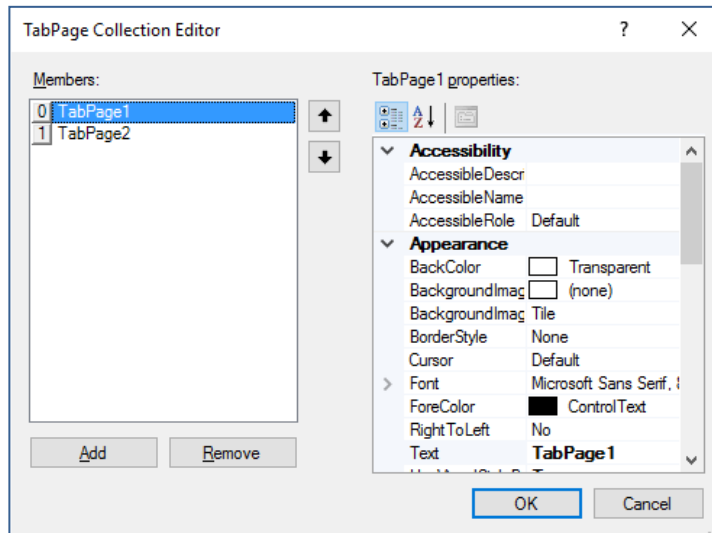 TabPage Collection Editor ?
Members:
0 TabPage1
1 TabPage2
Add Remove
TabPage1 properties:
A Z
Accessibility
AccessibleDescr
AccessibleName
AccessibleRole Default
Appearance
BackColor Transparent
BackgroundImag (none)
BackgroundImag Tile
BorderStyle None
Cursor Default
Font Microsoft Sans Serif,
ForeColor ControlText
RightToLeft No
Text TabPage1
OK Cancel